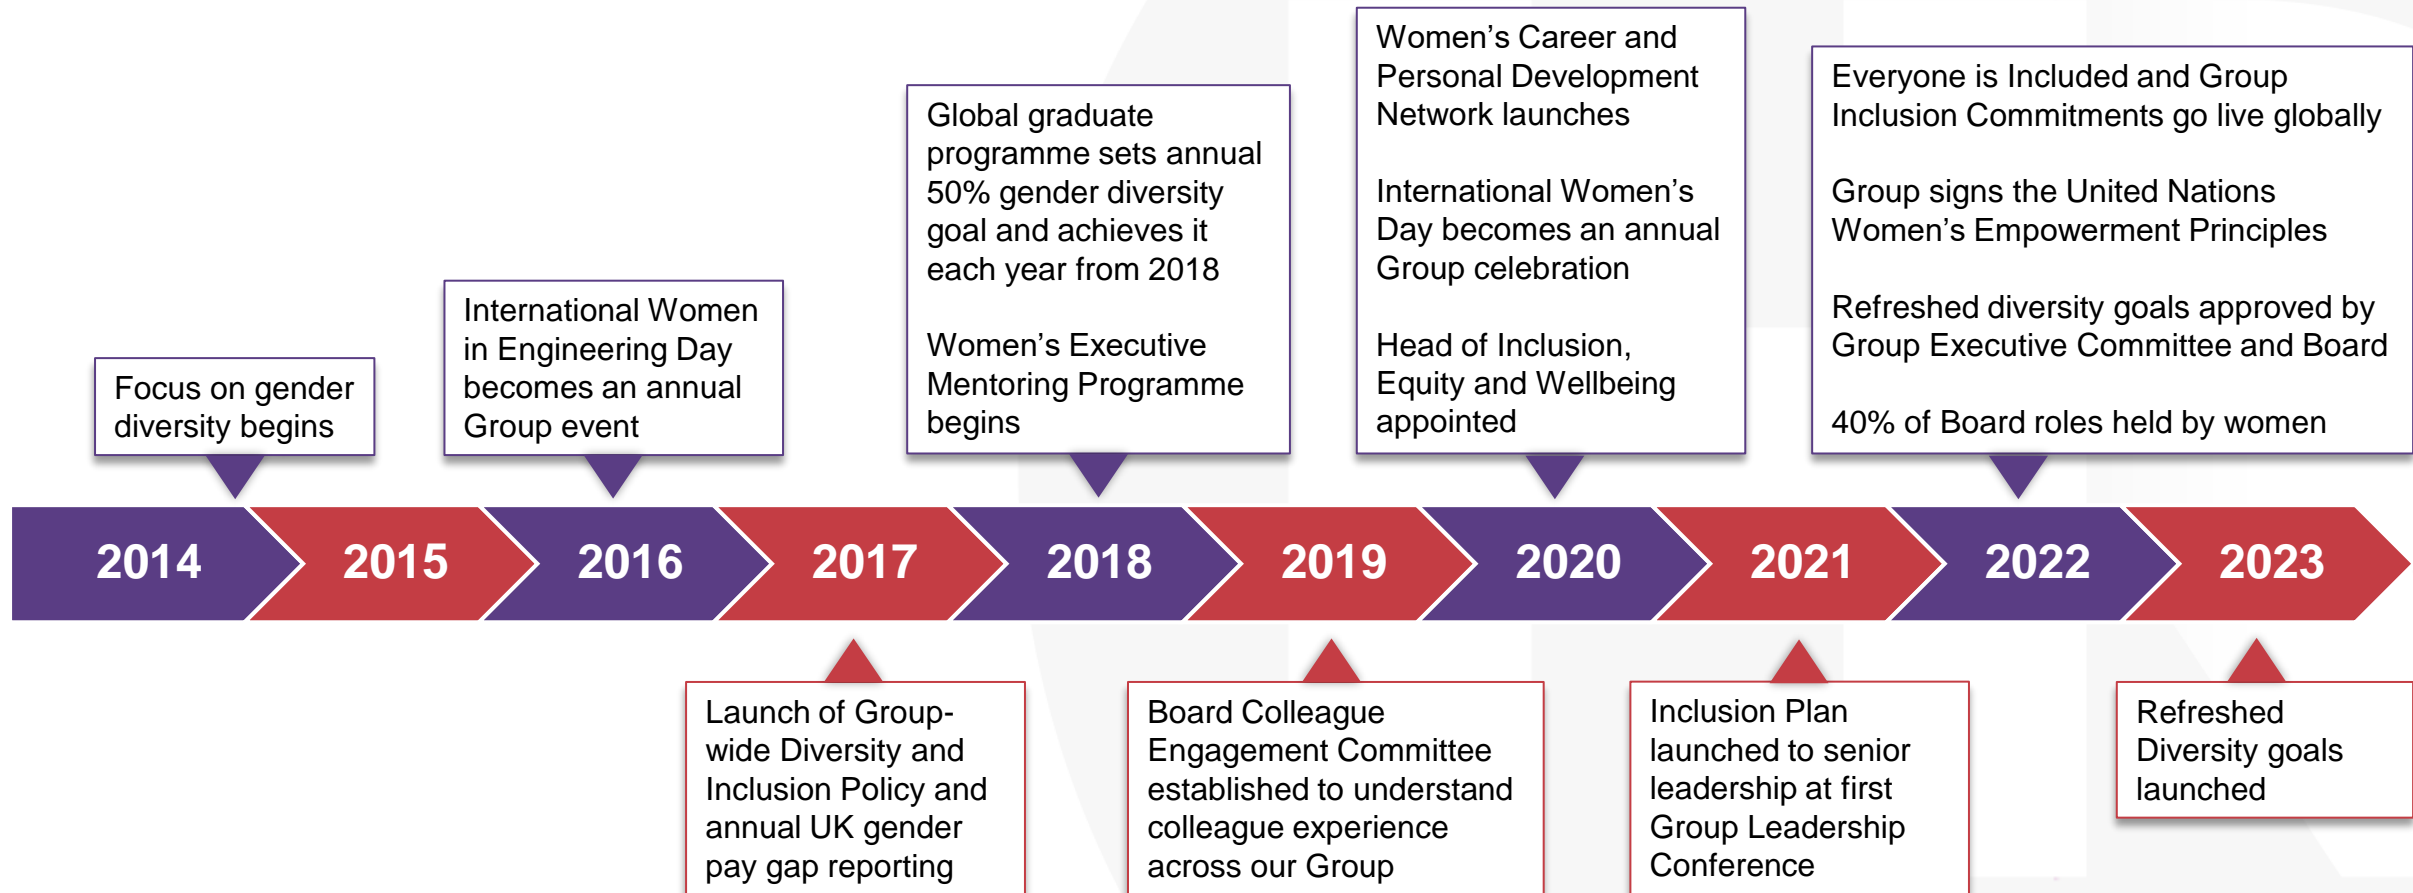 Focus on gender
diversity begins
International Women
in Engineering Day
becomes an annual
Group event
Global graduate
programme sets annual
50% gender diversity
goal and achieves it
each year from 2018
Women’s Executive
Mentoring Programme
begins
Women’s Career and
Personal Development
Network launches
International Women’s
Day becomes an annual
Group celebration
Head of Inclusion,
Equity and Wellbeing
appointed
Everyone is Included and Group
Inclusion Commitments go live globally
Group signs the United Nations
Women’s Empowerment Principles
Refreshed diversity goals approved by
Group Executive Committee and Board
40% of Board roles held by women
2014
2015
2016
2017
2018
2019
2020
2021
2022
2023
Launch of Group-
wide Diversity and
Inclusion Policy and
annual UK gender
pay gap reporting
Board Colleague
Engagement Committee
established to understand
colleague experience
across our Group
Inclusion Plan
launched to senior
leadership at first
Group Leadership
Conference
Refreshed
Diversity goals
launched